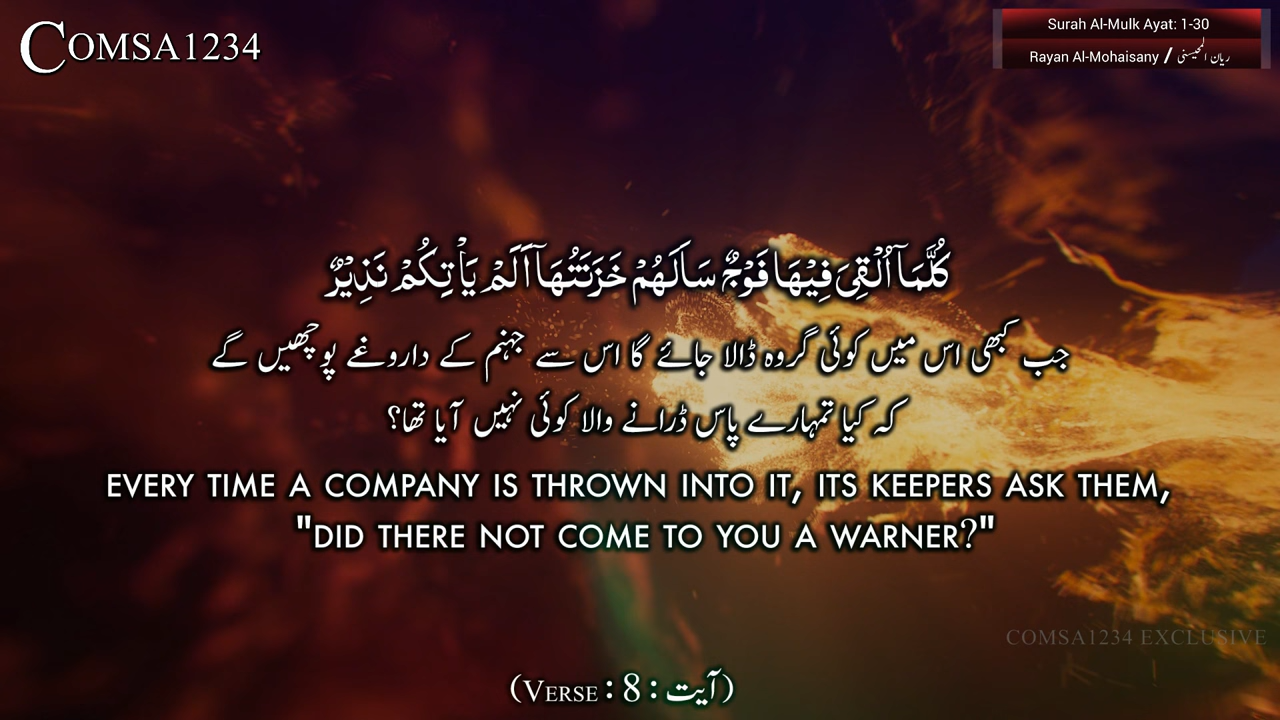 COMSA1234
Surah Al-Mulk Ayat: 1-30
Rayan Al-Mohaisany / ریان المحیسنی
كُلَّمَاۤ اُلْقِىَ فِيْهَا فَوْجٌ سَاَلَهُمْ خَزَنَتُهَاۤ اَلَمْ يَاْتِكُمْ نَذِيْرٌ
جب کبھی اس میں کوئی گروہ ڈالا جائے گا اس سے جہنم کے داروغے پوچھیں گے
کہ کیا تمہارے پاس ڈرانے والا کوئی نہیں آیا تھا؟
EVERY TIME A COMPANY IS THROWN INTO IT, ITS KEEPERS ASK THEM,
"DID THERE NOT COME TO YOU A WARNER?"
COMSA1234 EXCLUSIVE
(VERSE : 8 : آیت)